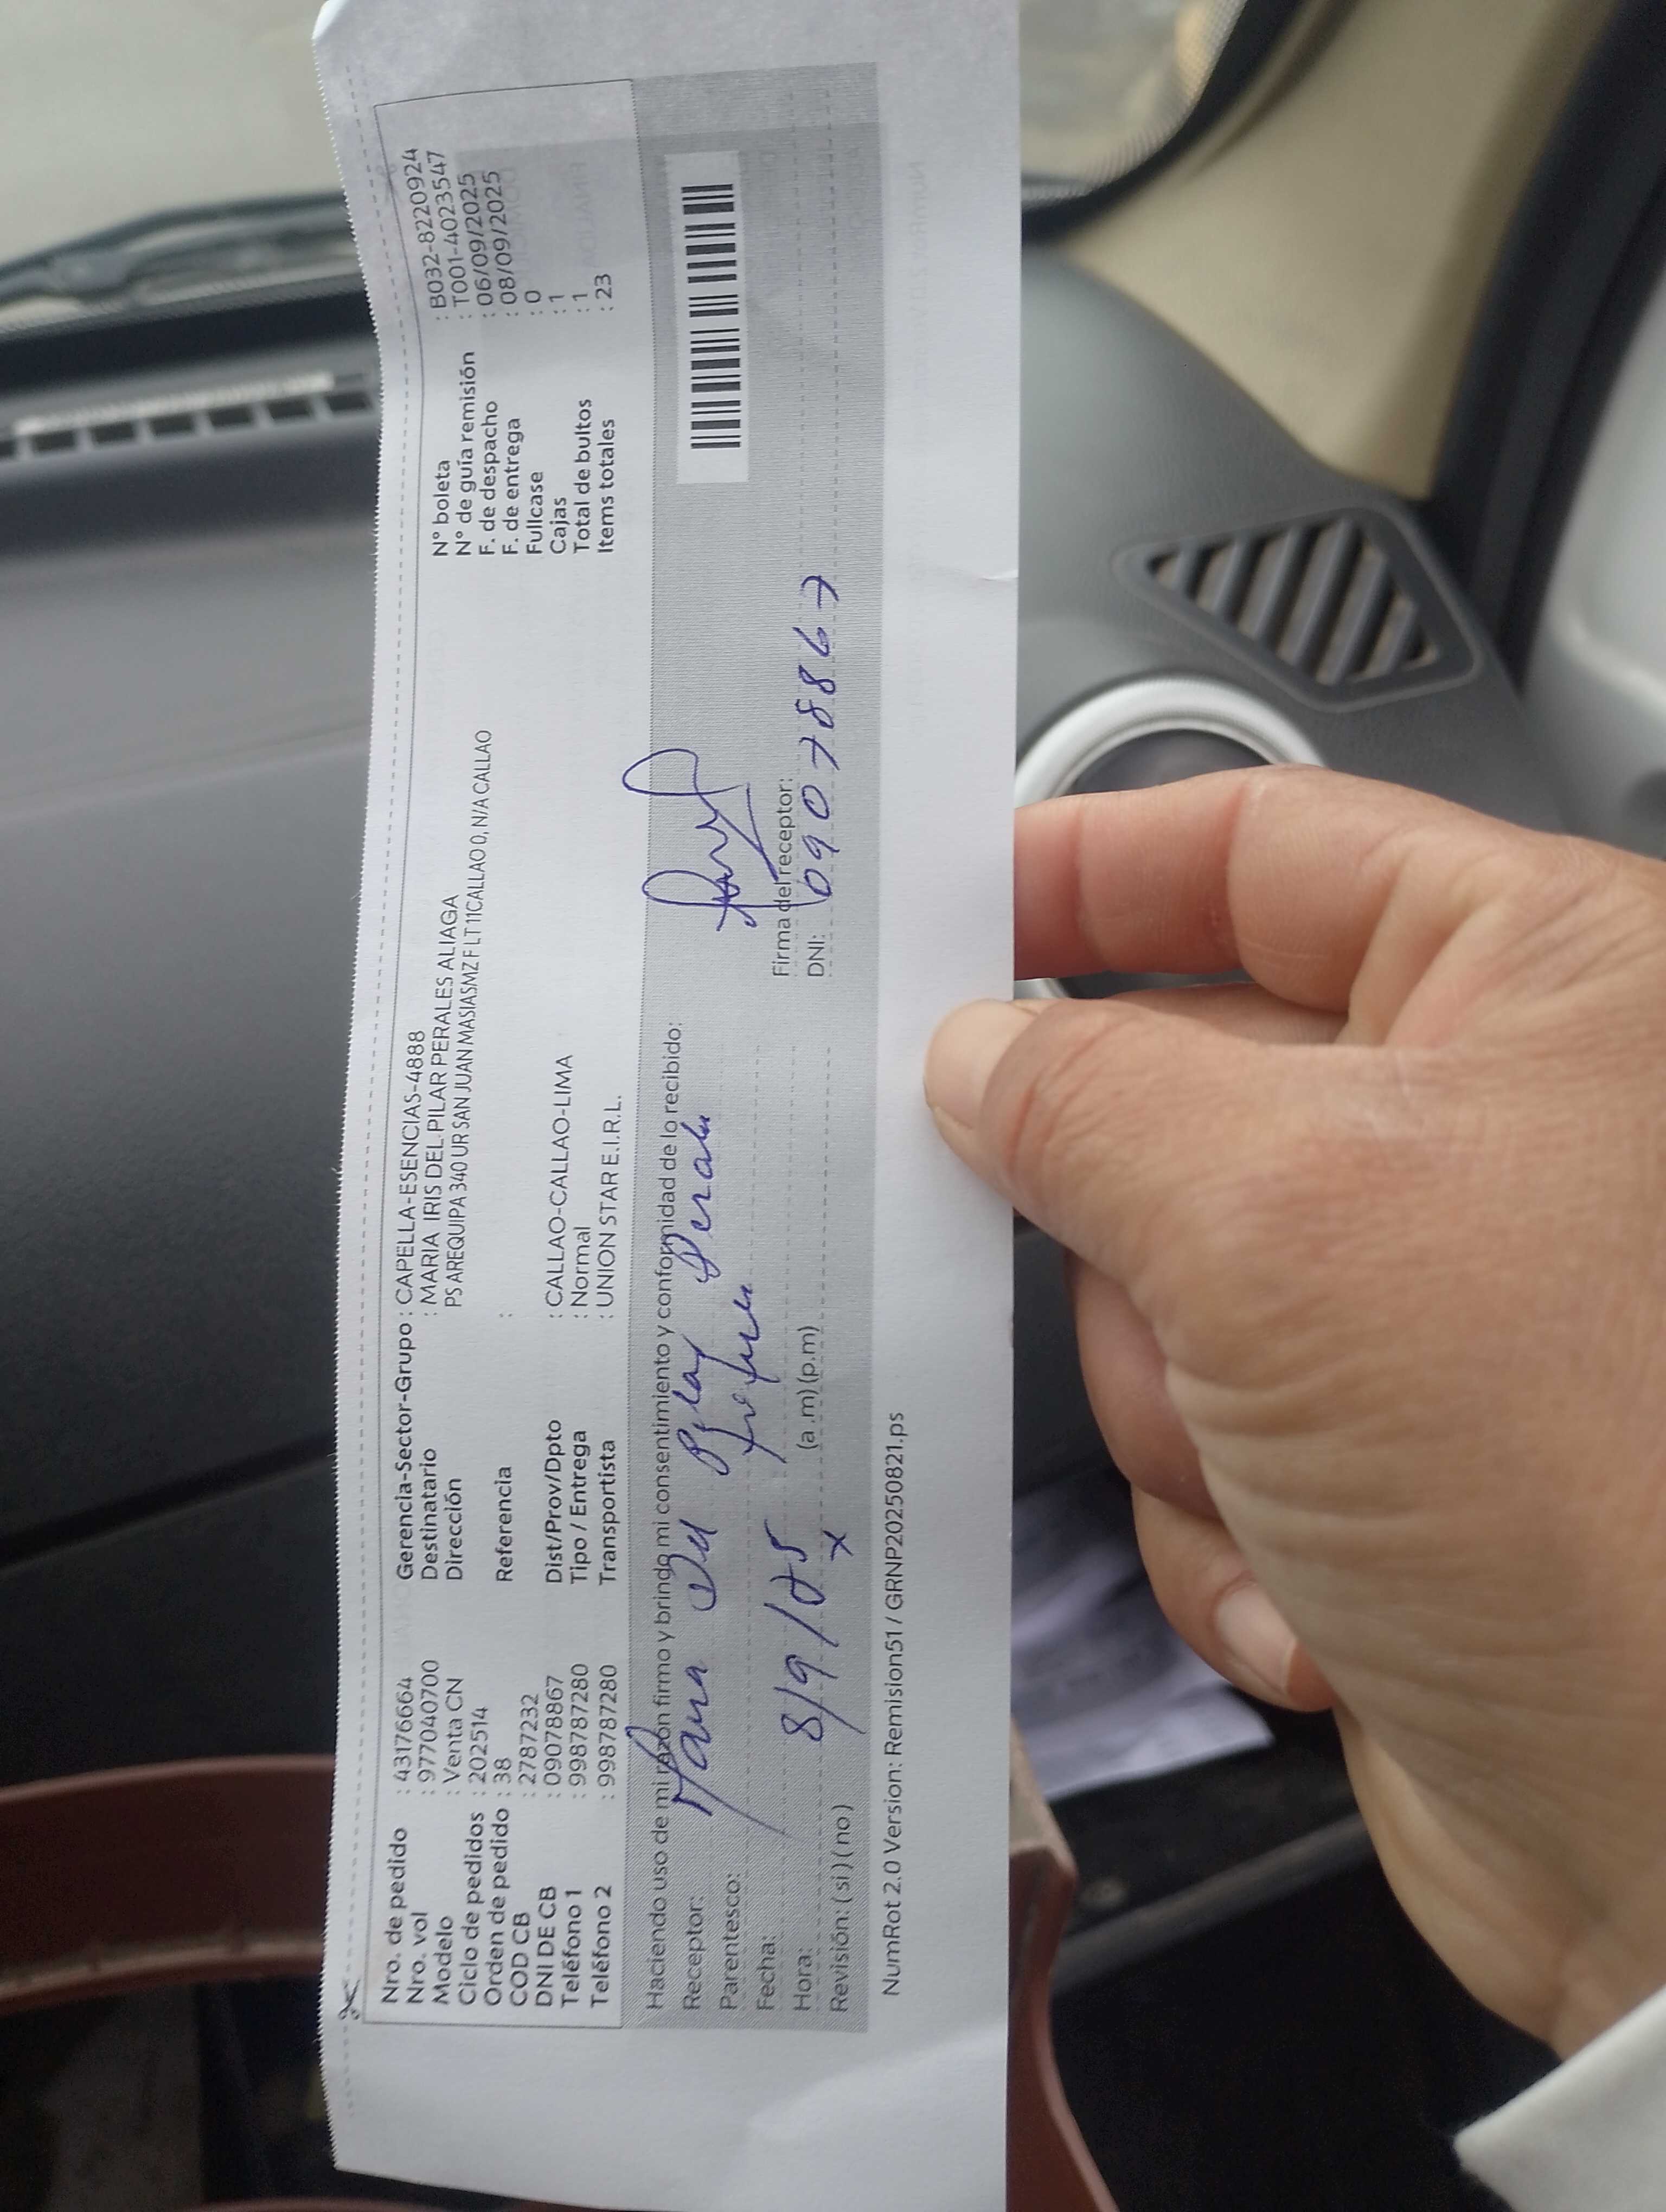 Nro. de pedido : 43176664
Nro. vol : 977040700
Modelo : Venta CN
Ciclo de pedidos : 202514
Orden de pedido : 38
COD CB : 2787232
DNI DE CB : 09078867
Teléfono 1 : 998787280
Teléfono 2 : 998787280
Gerencia-Sector-Grupo : CAPELLA-ESENCIAS-4888
Destinatario : MARIA IRIS DEL PILAR PERALES ALIAGA
Dirección PS AREQUIPA 340 UR SAN JUAN MASIASMZ F LT 11CALLAO 0, N/A CALLAO
Referencia :
Dist/Prov/Dpto : CALLAO-CALLAO-LIMA
Tipo / Entrega : Normal
Transportista : UNION STAR E.I.R.L.
N° boleta : B032-8220924
N° de guía remisión : T001-4023547
F. de despacho : 06/09/2025
F. de entrega : 08/09/2025
Fullcase : 0
Cajas : 1
Total de bultos : 1
Items totales : 23
Haciendo uso de mi razón firmo y brindo mi consentimiento y conformidad de lo recibido:
Receptor: Maria Del Pilar Perales
Parentesco:
Fecha: 8/9/25
Hora: (a.m) (p.m)
Revisión: ( si ) ( no ) x
Firma del receptor:
DNI: 09078867
NumRot 2.0 Version: Remision51 / GRNP20250821.ps